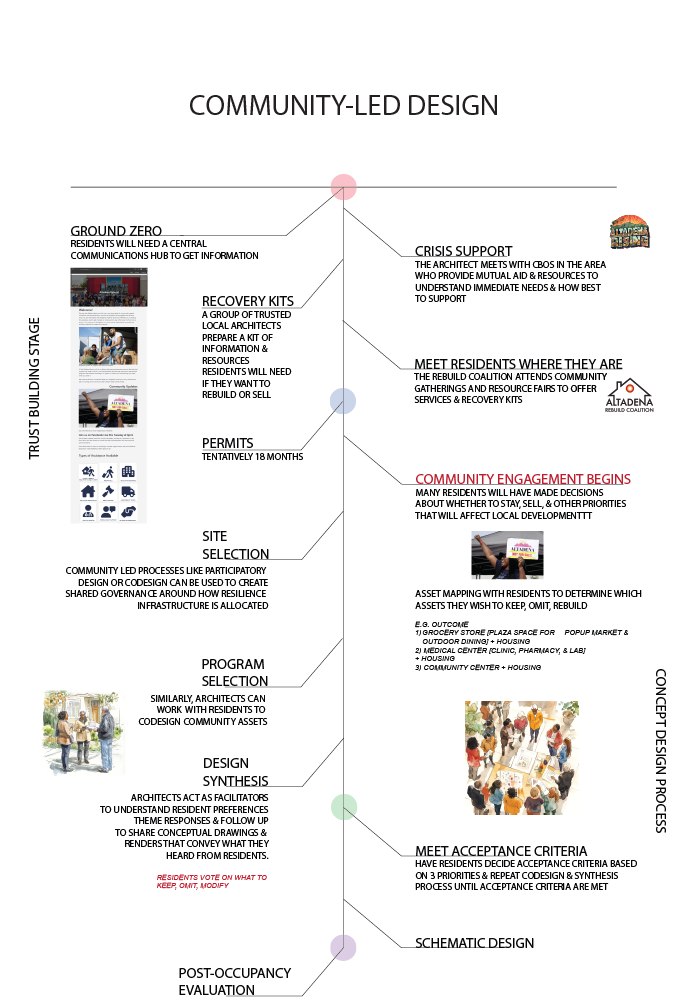 COMMUNITY-LED DESIGN
GROUND ZERO
RESIDENTS WILL NEED A CENTRAL
COMMUNICATIONS HUB TO GET INFORMATION
ALTADENA
RISING
CRISIS SUPPORT
THE ARCHITECT MEETS WITH CBOS IN THE AREA
WHO PROVIDE MUTUAL AID & RESOURCES TO
UNDERSTAND IMMEDIATE NEEDS & HOW BEST
TO SUPPORT
RECOVERY KITS
A GROUP OF TRUSTED
LOCAL ARCHITECTS
PREPARE A KIT OF
INFORMATION &
RESOURCES
RESIDENTS WILL NEED
IF THEY WANT TO
REBUILD OR SELL
TRUST BUILDING STAGE
MEET RESIDENTS WHERE THEY ARE
THE REBUILD COALITION ATTENDS COMMUNITY
GATHERINGS AND RESOURCE FAIRS TO OFFER
SERVICES & RECOVERY KITS
ALTADENA
REBUILD COALITION
PERMITS
TENTATIVELY 18 MONTHS
COMMUNITY ENGAGEMENT BEGINS
MANY RESIDENTS WILL HAVE MADE DECISIONS
ABOUT WHETHER TO STAY, SELL, & OTHER PRIORITIES
THAT WILL AFFECT LOCAL DEVELOPMENTTT
ALTADENA
SITE
SELECTION
COMMUNITY LED PROCESSES LIKE PARTICIPATORY
DESIGN OR CODESIGN CAN BE USED TO CREATE
SHARED GOVERNANCE AROUND HOW RESILIENCE
INFRASTRUCTURE IS ALLOCATED
ASSET MAPPING WITH RESIDENTS TO DETERMINE WHICH
ASSETS THEY WISH TO KEEP, OMIT, REBUILD
E.G. OUTCOME
1) GROCERY STORE [PLAZA SPACE FOR POPUP MARKET &
OUTDOOR DINING] + HOUSING
2) MEDICAL CENTER [CLINIC, PHARMACY, & LAB]
+ HOUSING
3) COMMUNITY CENTER + HOUSING
PROGRAM
SELECTION
SIMILARLY, ARCHITECTS CAN
WORK WITH RESIDENTS TO
CODESIGN COMMUNITY ASSETS
CONCEPT DESIGN PROCESS
DESIGN
SYNTHESIS
ARCHITECTS ACT AS FACILITATORS
TO UNDERSTAND RESIDENT PREFERENCES
THEME RESPONSES & FOLLOW UP
TO SHARE CONCEPTUAL DRAWINGS &
RENDERS THAT CONVEY WHAT THEY
HEARD FROM RESIDENTS.
RESIDENTS VOTE ON WHAT TO
KEEP, OMIT, MODIFY
MEET ACCEPTANCE CRITERIA
HAVE RESIDENTS DECIDE ACCEPTANCE CRITERIA BASED
ON 3 PRIORITIES & REPEAT CODESIGN & SYNTHESIS
PROCESS UNTIL ACCEPTANCE CRITERIA ARE MET
SCHEMATIC DESIGN
POST-OCCUPANCY
EVALUATION